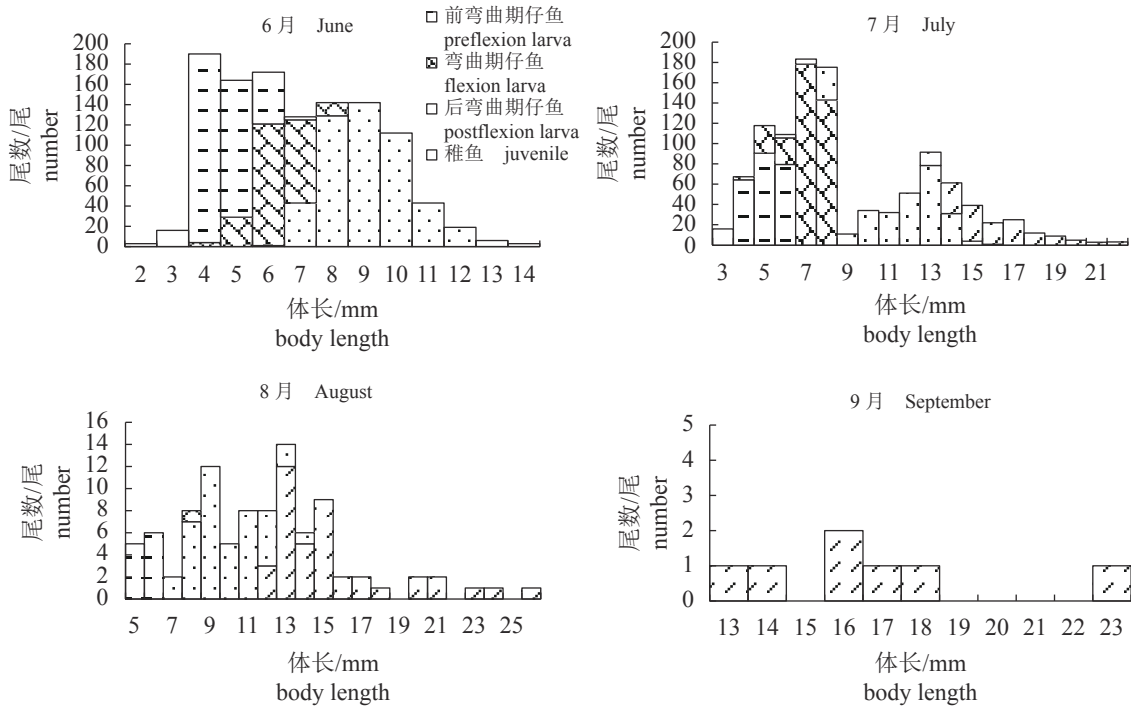 6 月 June
前弯曲期仔鱼
preflexion larva
弯曲期仔鱼
flexion larva
后弯曲期仔鱼
postflexion larva
稚鱼 juvenile
尾数/尾
number
200
180
160
140
120
100
80
60
40
20
0
2 3 4 5 6 7 8 9 10 11 12 13 14
体长/mm
body length
7 月 July
尾数/尾
number
200
180
160
140
120
100
80
60
40
20
0
3 5 7 9 11 13 15 17 19 21
体长/mm
body length
8 月 August
尾数/尾
number
16
14
12
10
8
6
4
2
0
5 7 9 11 13 15 17 19 21 23 25
体长/mm
body length
9 月 September
尾数/尾
number
5
4
3
2
1
0
13 14 15 16 17 18 19 20 21 22 23
体长/mm
body length